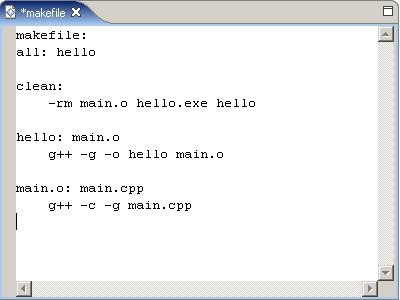 *makefile
makefile:
all: hello
clean:
    -rm main.o hello.exe hello
hello: main.o
    g++ -g -o hello main.o
main.o: main.cpp
    g++ -c -g main.cpp